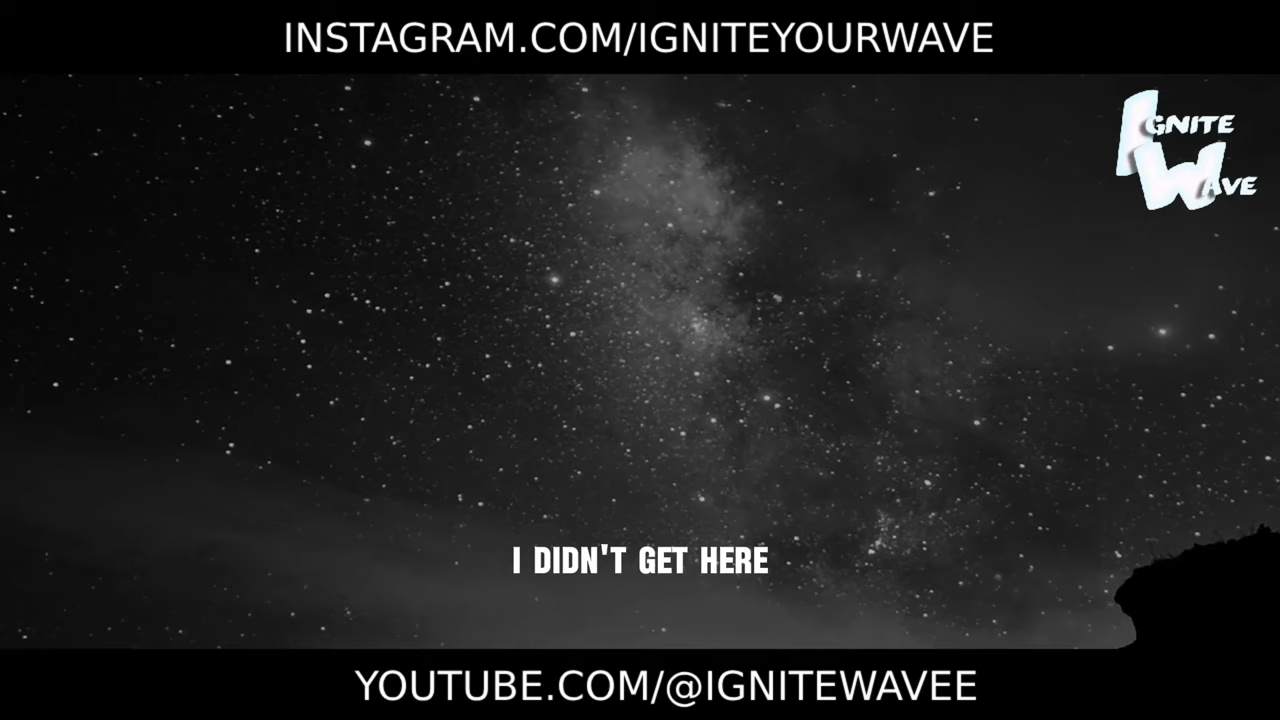 INSTAGRAM.COM/IGNITEYOURWAVE
IGNITE
WAVE
I DIDN'T GET HERE
YOUTUBE.COM/@IGNITEWAVEE